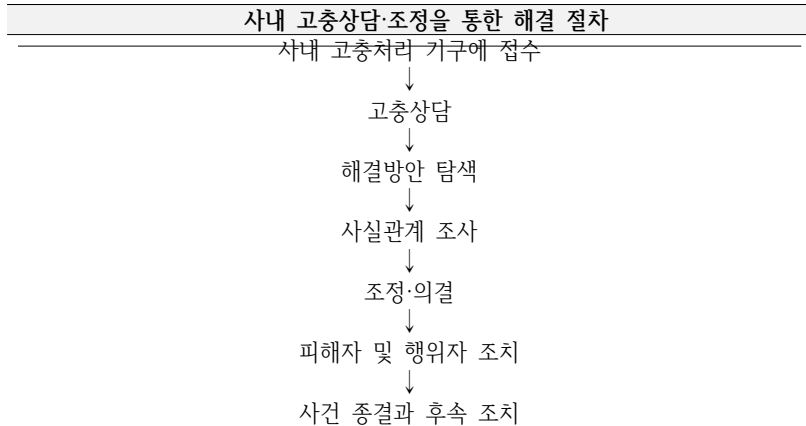 사내 고충상담·조정을 통한 해결 절차
사내 고충처리 기구에 접수
↓
고충상담
↓
해결방안 탐색
↓
사실관계 조사
↓
조정·의결
↓
피해자 및 행위자 조치
↓
사건 종결과 후속 조치